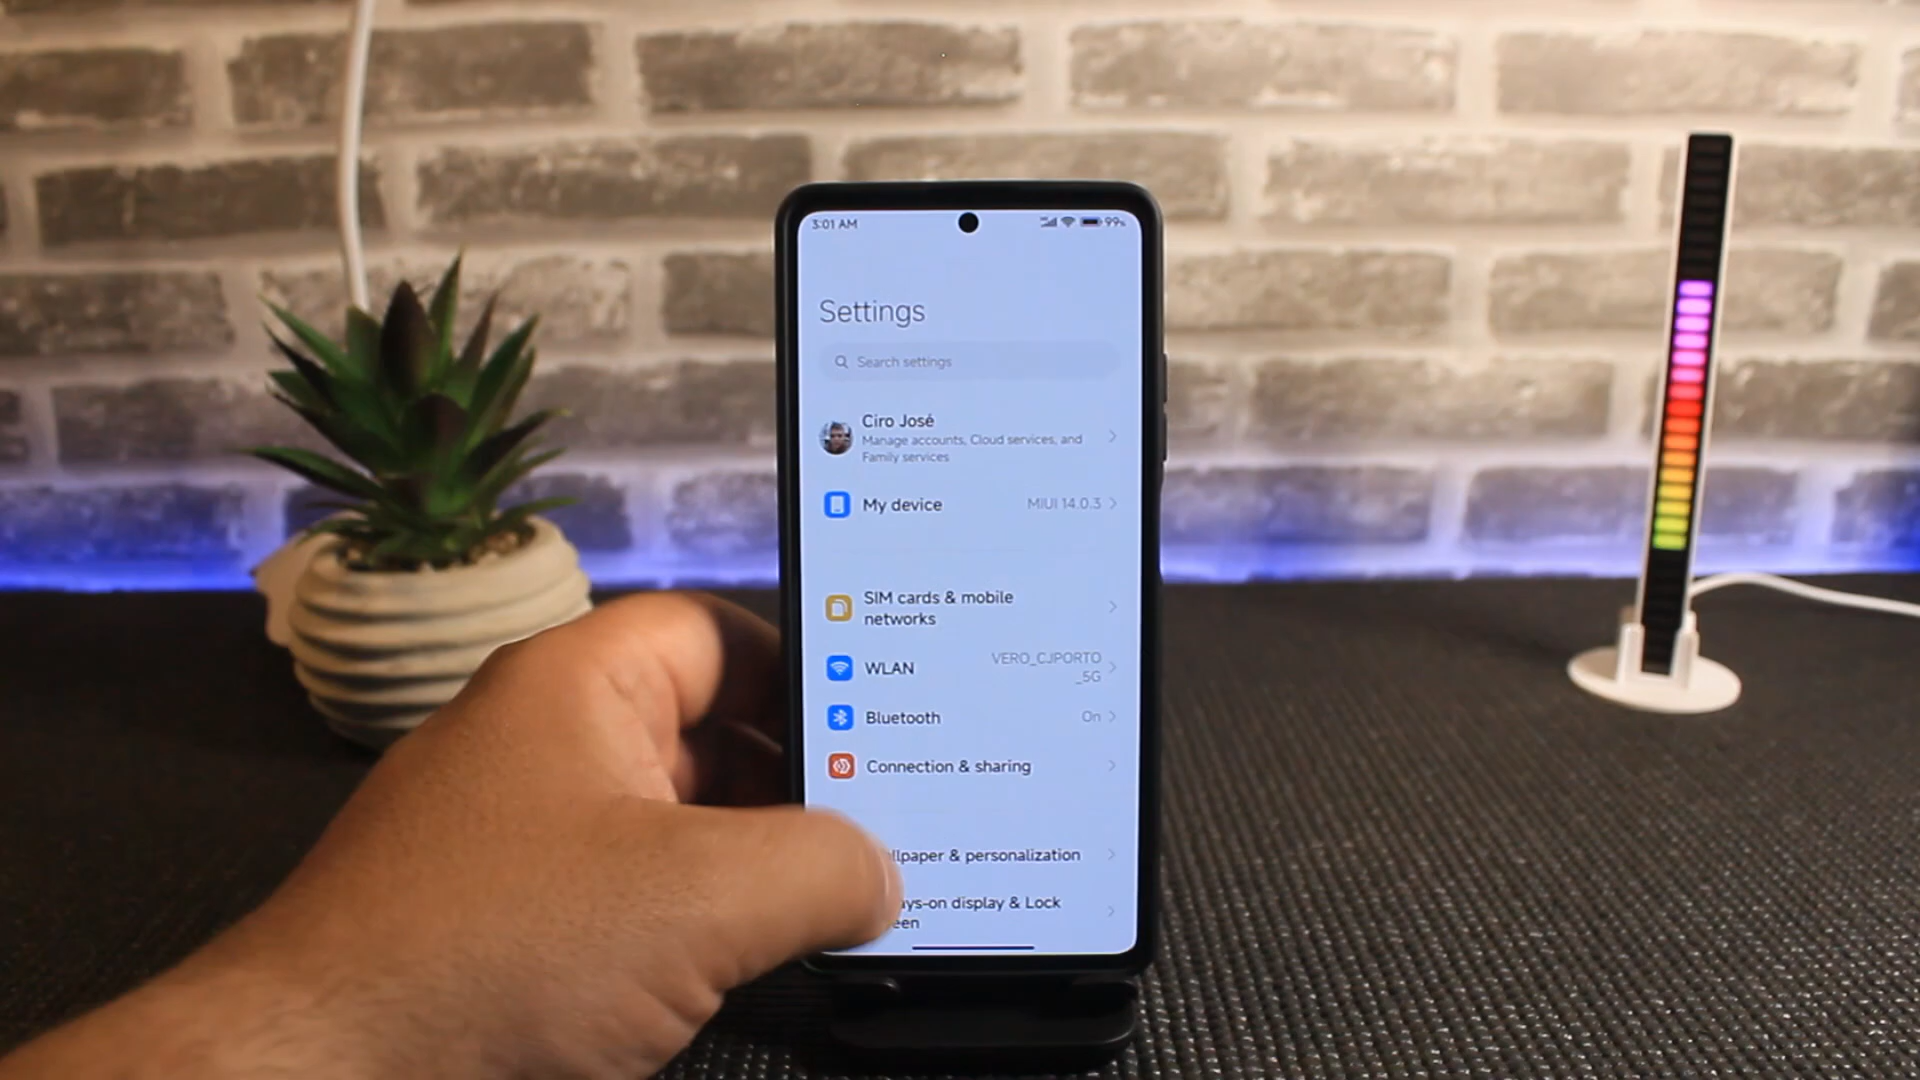 3:01 AM
99%
Settings
Search settings
Ciro José
Manage accounts, Cloud services, and
Family services
My device
MIUI 14.0.3
SIM cards & mobile
networks
WLAN
VERO_CJPORTO
_5G
Bluetooth
On
Connection & sharing
llpaper & personalization
ays-on display & Lock
een